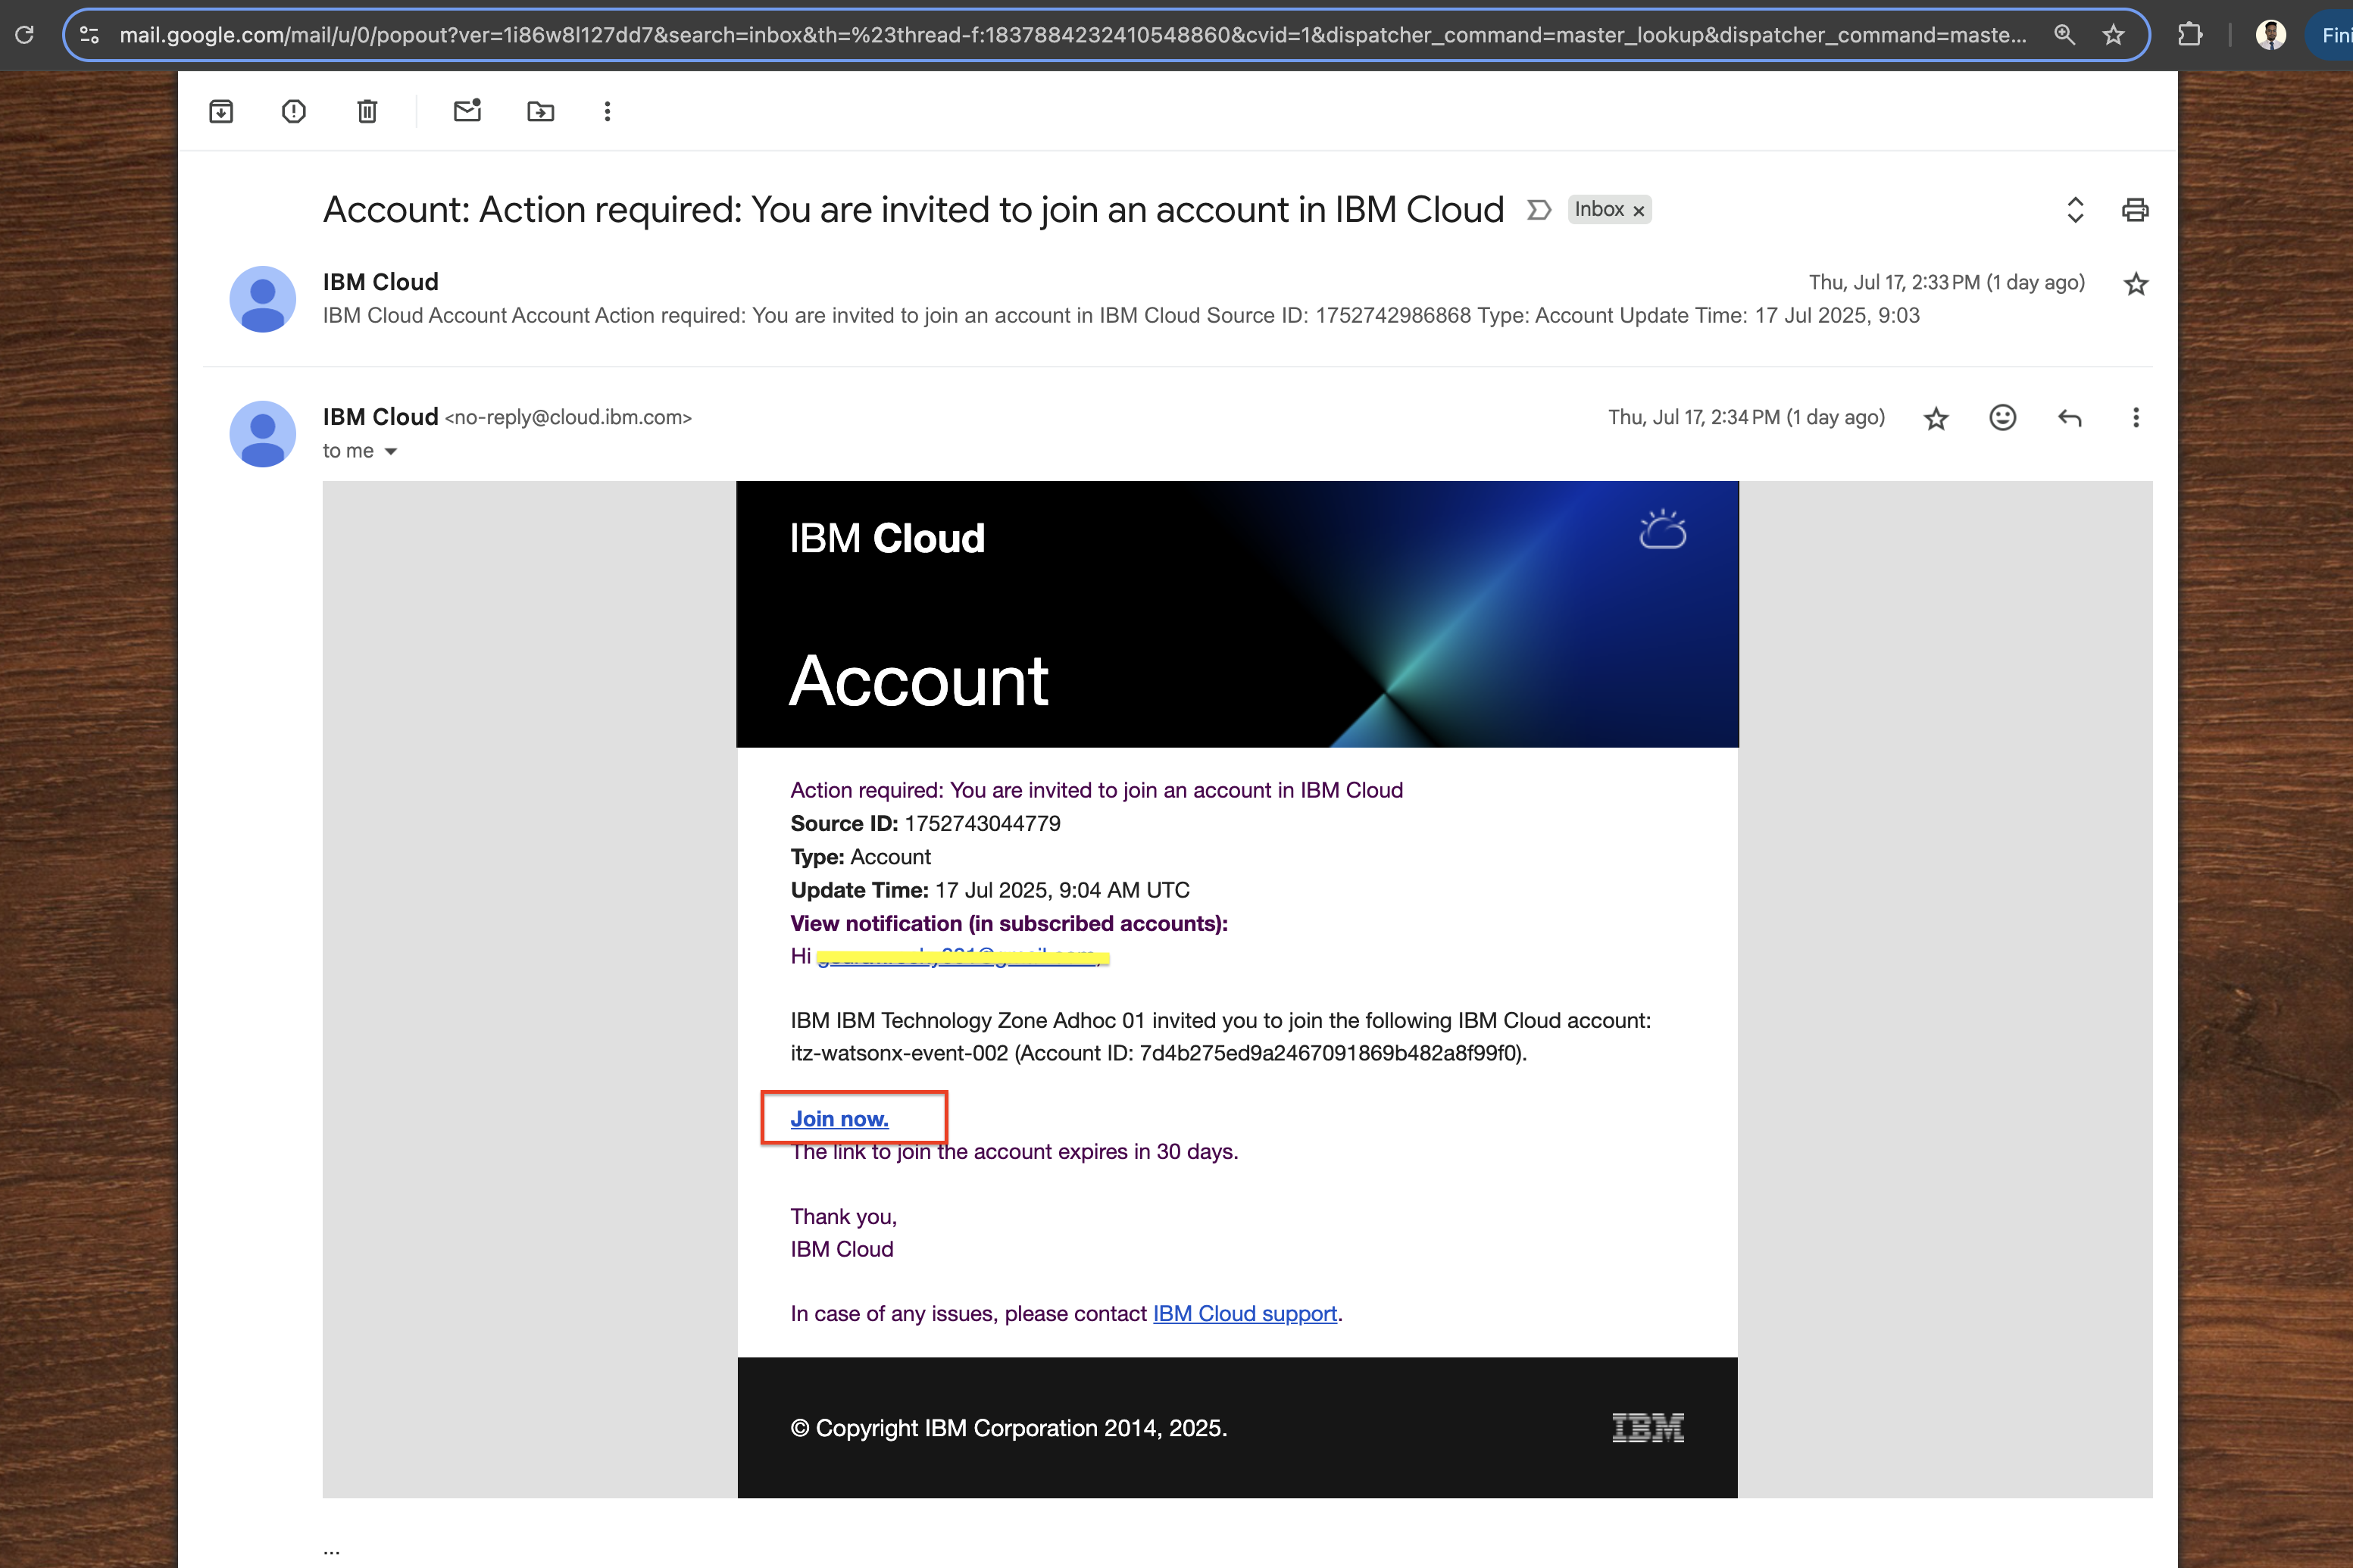 mail.google.com/mail/u/0/popout?ver=1i86w8l127dd7&search=inbox&th=%23thread-f:1837884232410548860&cvid=1&dispatcher_command=master_lookup&dispatcher_command=maste...
Fini
Account: Action required: You are invited to join an account in IBM Cloud
Inbox x
IBM Cloud
Thu, Jul 17, 2:33 PM (1 day ago)
IBM Cloud Account Account Action required: You are invited to join an account in IBM Cloud Source ID: 1752742986868 Type: Account Update Time: 17 Jul 2025, 9:03
IBM Cloud <no-reply@cloud.ibm.com>
Thu, Jul 17, 2:34 PM (1 day ago)
to me
IBM Cloud
Account
Action required: You are invited to join an account in IBM Cloud
Source ID: 1752743044779
Type: Account
Update Time: 17 Jul 2025, 9:04 AM UTC
View notification (in subscribed accounts):
Hi
IBM IBM Technology Zone Adhoc 01 invited you to join the following IBM Cloud account:
itz-watsonx-event-002 (Account ID: 7d4b275ed9a2467091869b482a8f99f0).
Join now.
The link to join the account expires in 30 days.
Thank you,
IBM Cloud
In case of any issues, please contact IBM Cloud support.
© Copyright IBM Corporation 2014, 2025.
IBM
...